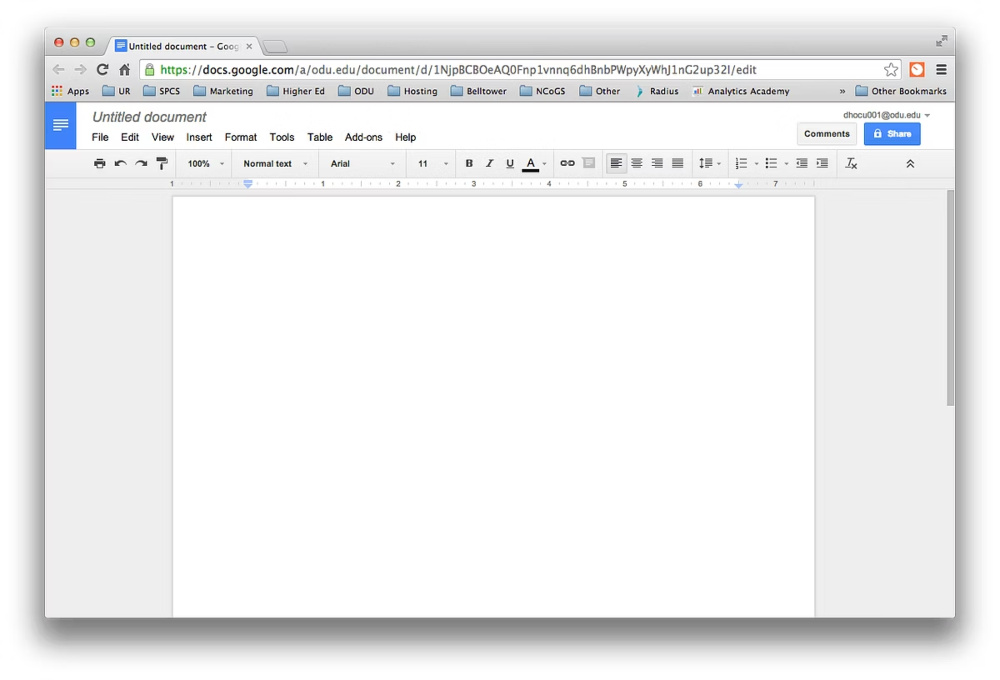 Untitled document – Goog
https://docs.google.com/a/odu.edu/document/d/1NjpBCBOeAQ0Fnp1vnnq6dhBnbPWpyXyWhJ1nG2up32I/edit
Apps UR SPCS Marketing Higher Ed ODU Hosting Belltower NCoGS Other Radius Analytics Academy » Other Bookmarks
Untitled document
dhocu001@odu.edu
File Edit View Insert Format Tools Table Add-ons Help
Comments Share
100% Normal text Arial 11 B I U A
1 1 2 3 4 5 6 7